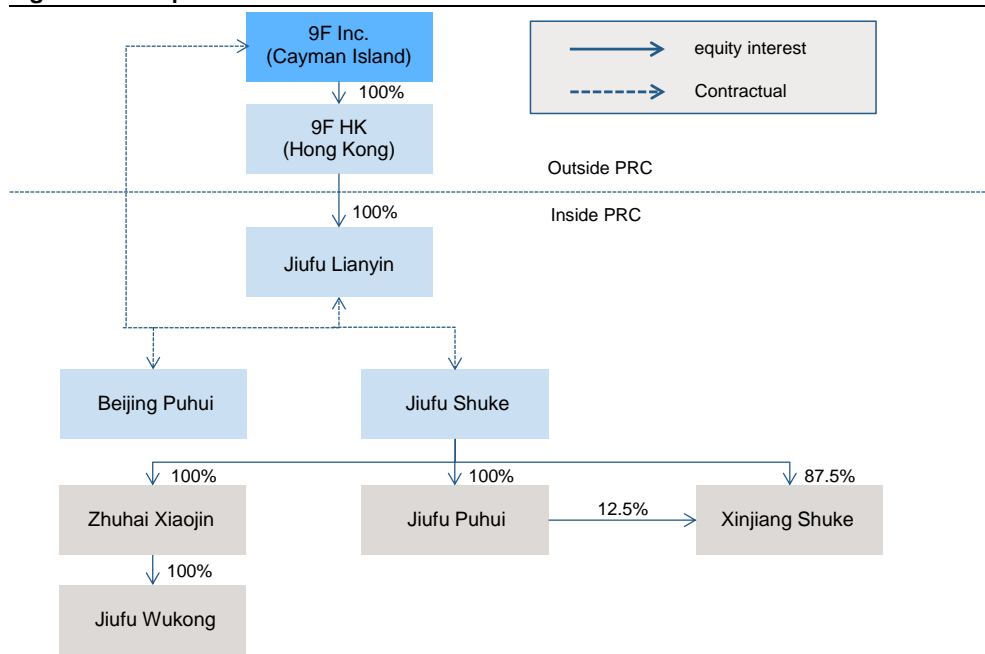 9F Inc.
(Cayman Island)
equity interest
Contractual
100%
9F HK
(Hong Kong)
Outside PRC
Inside PRC
100%
Jiufu Lianyin
Beijing Puhui
Jiufu Shuke
100%
100%
87.5%
Zhuhai Xiaojin
Jiufu Puhui
12.5%
Xinjiang Shuke
100%
Jiufu Wukong